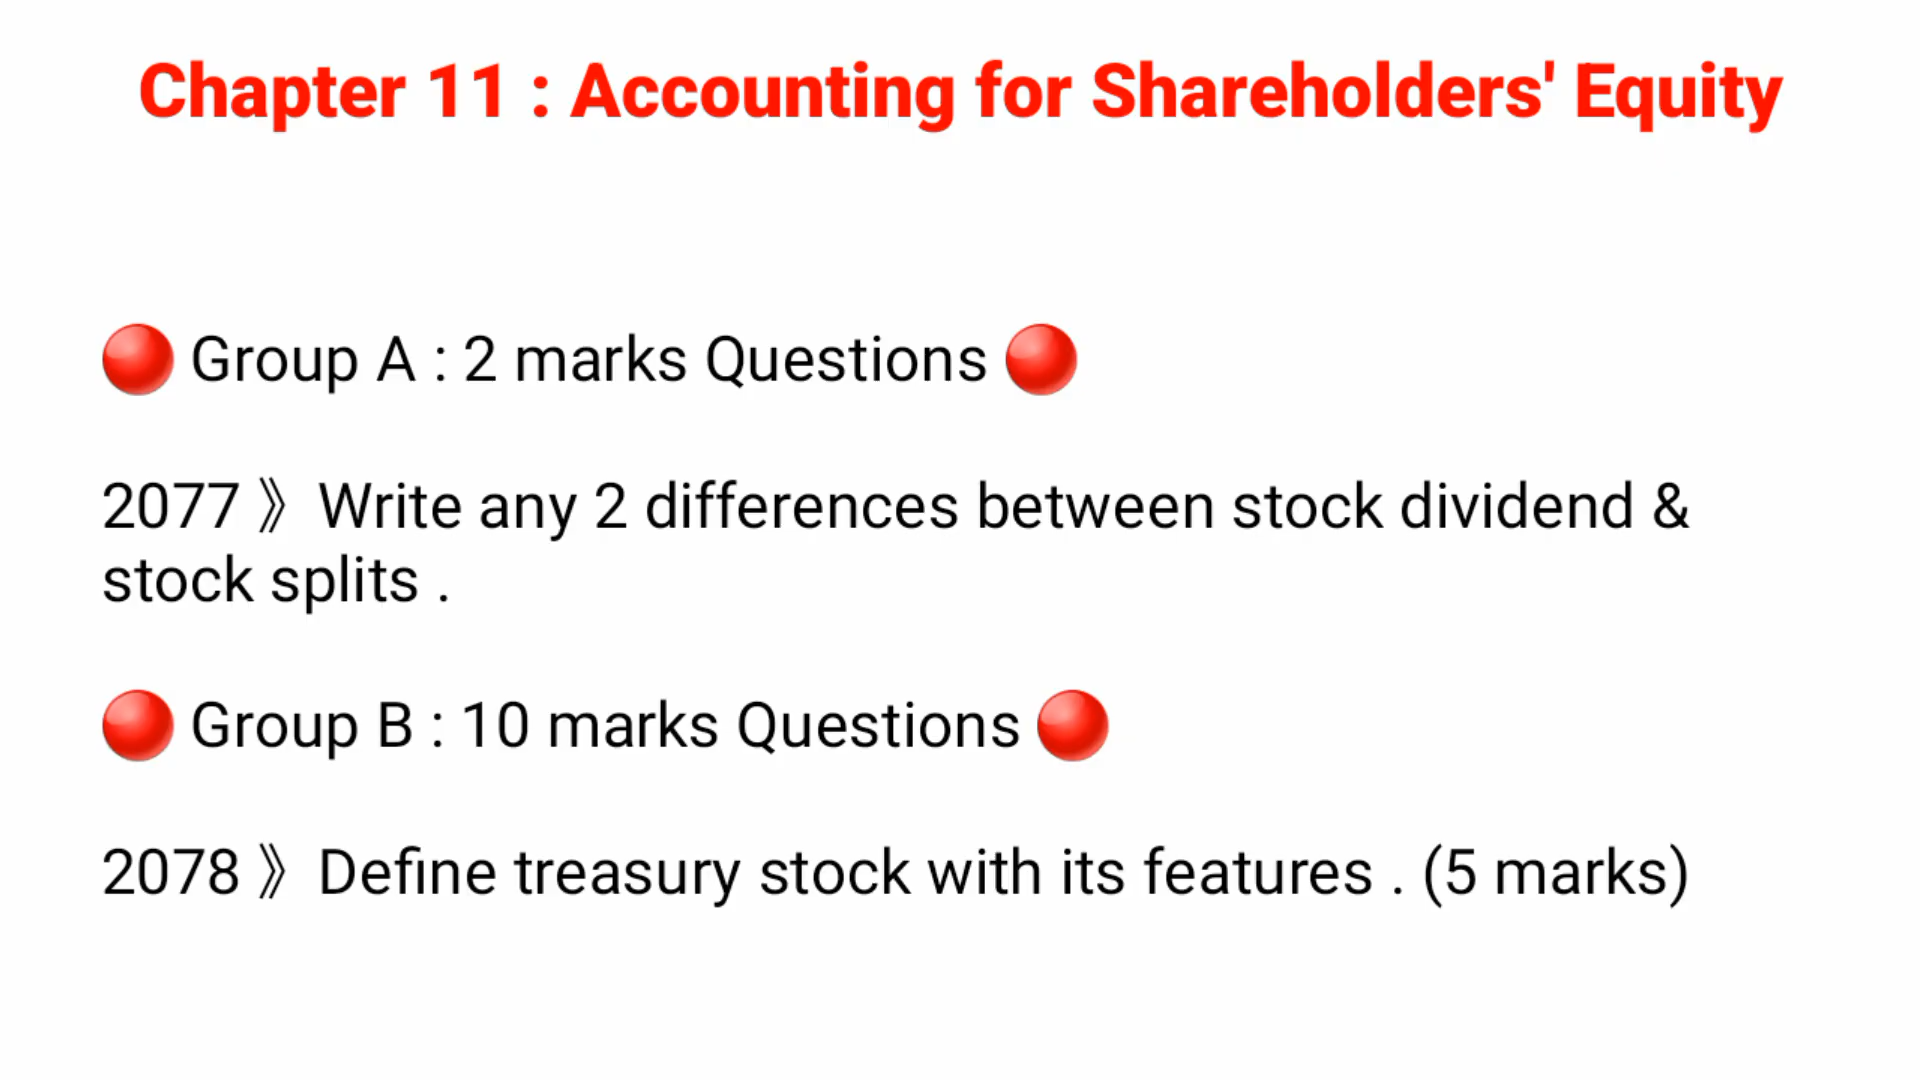 Chapter 11 : Accounting for Shareholders' Equity
🔴 Group A : 2 marks Questions 🔴
2077 》 Write any 2 differences between stock dividend &
stock splits .
🔴 Group B : 10 marks Questions 🔴
2078 》 Define treasury stock with its features . (5 marks)